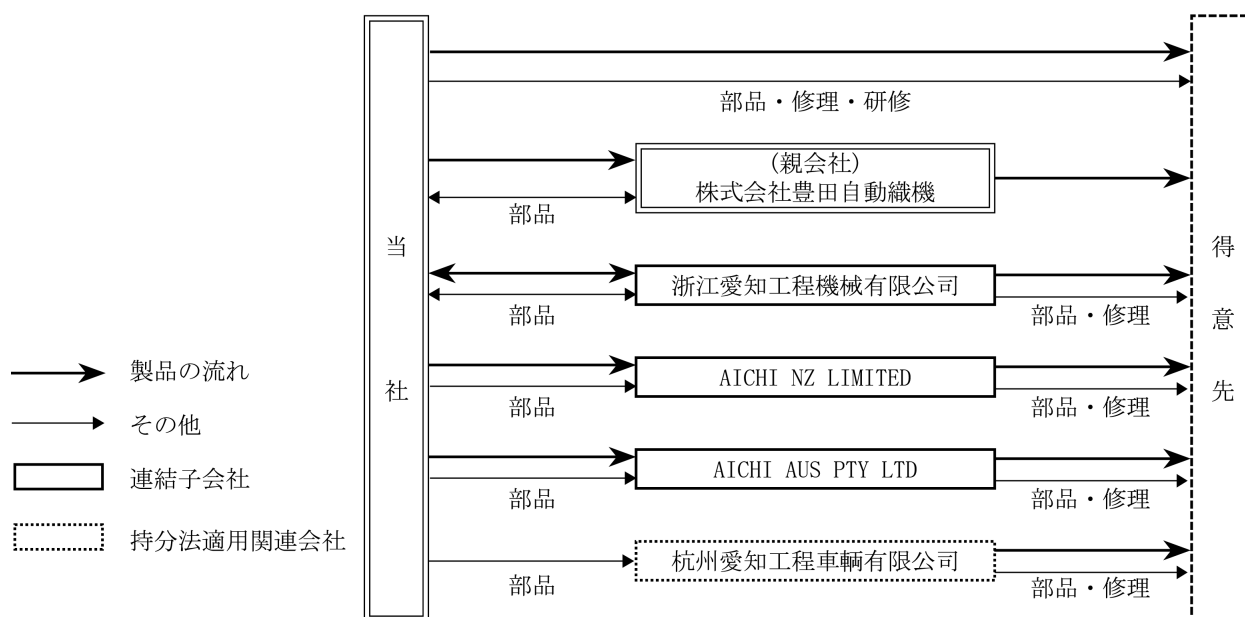 部品・修理・研修
(親会社)
株式会社豊田自動織機
部品
当社
浙江愛知工程機械有限公司
部品
部品・修理
得意先
製品の流れ
AICHI NZ LIMITED
部品
部品・修理
その他
AICHI AUS PTY LTD
連結子会社
部品
部品・修理
持分法適用関連会社
杭州愛知工程車輌有限公司
部品
部品・修理